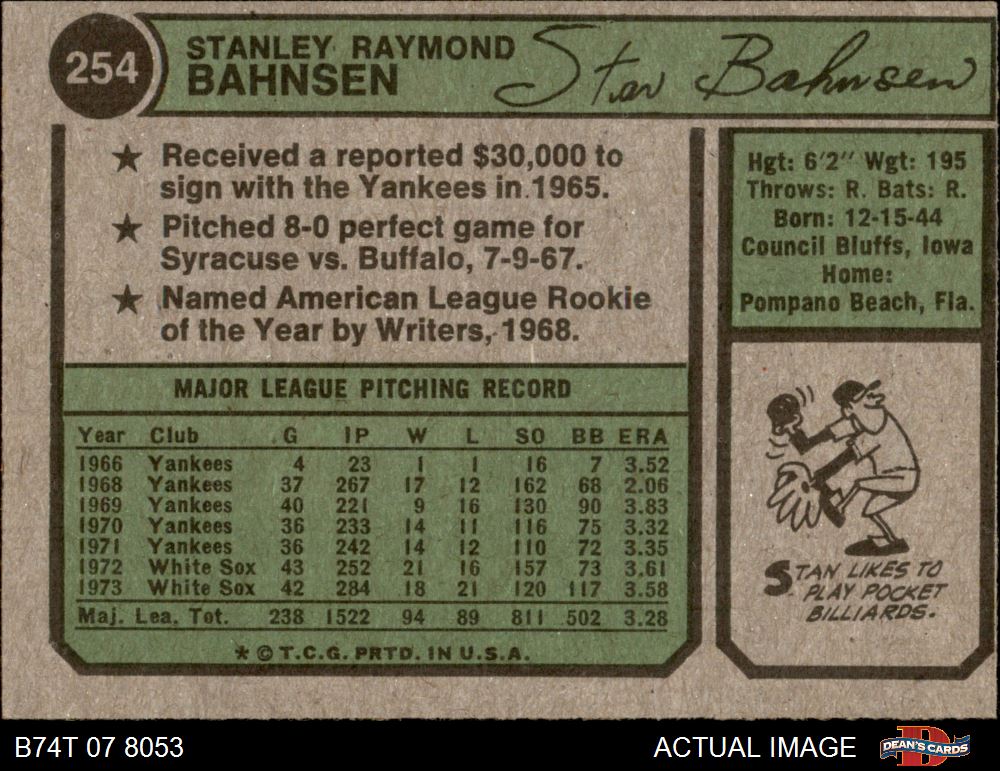 254
STANLEY RAYMOND
BAHNSEN
Stan Bahnsen
★ Received a reported $30,000 to
sign with the Yankees in 1965.
★ Pitched 8-0 perfect game for
Syracuse vs. Buffalo, 7-9-67.
★ Named American League Rookie
of the Year by Writers, 1968.
MAJOR LEAGUE PITCHING RECORD
Year Club G IP W L SO BB ERA
1966 Yankees 4 23 1 1 16 7 3.52
1968 Yankees 37 267 17 12 162 68 2.06
1969 Yankees 40 221 9 16 130 90 3.83
1970 Yankees 36 233 14 11 116 75 3.32
1971 Yankees 36 242 14 12 110 72 3.35
1972 White Sox 43 252 21 16 157 73 3.61
1973 White Sox 42 284 18 21 120 117 3.58
Maj. Lea. Tot. 238 1522 94 89 811 502 3.28
* © T.C.G. PRTD. IN U.S.A.
Hgt: 6'2" Wgt: 195
Throws: R. Bats: R.
Born: 12-15-44
Council Bluffs, Iowa
Home:
Pompano Beach, Fla.
STAN LIKES TO
PLAY POCKET
BILLIARDS.
B74T 07 8053
ACTUAL IMAGE
DEAN'S CARDS